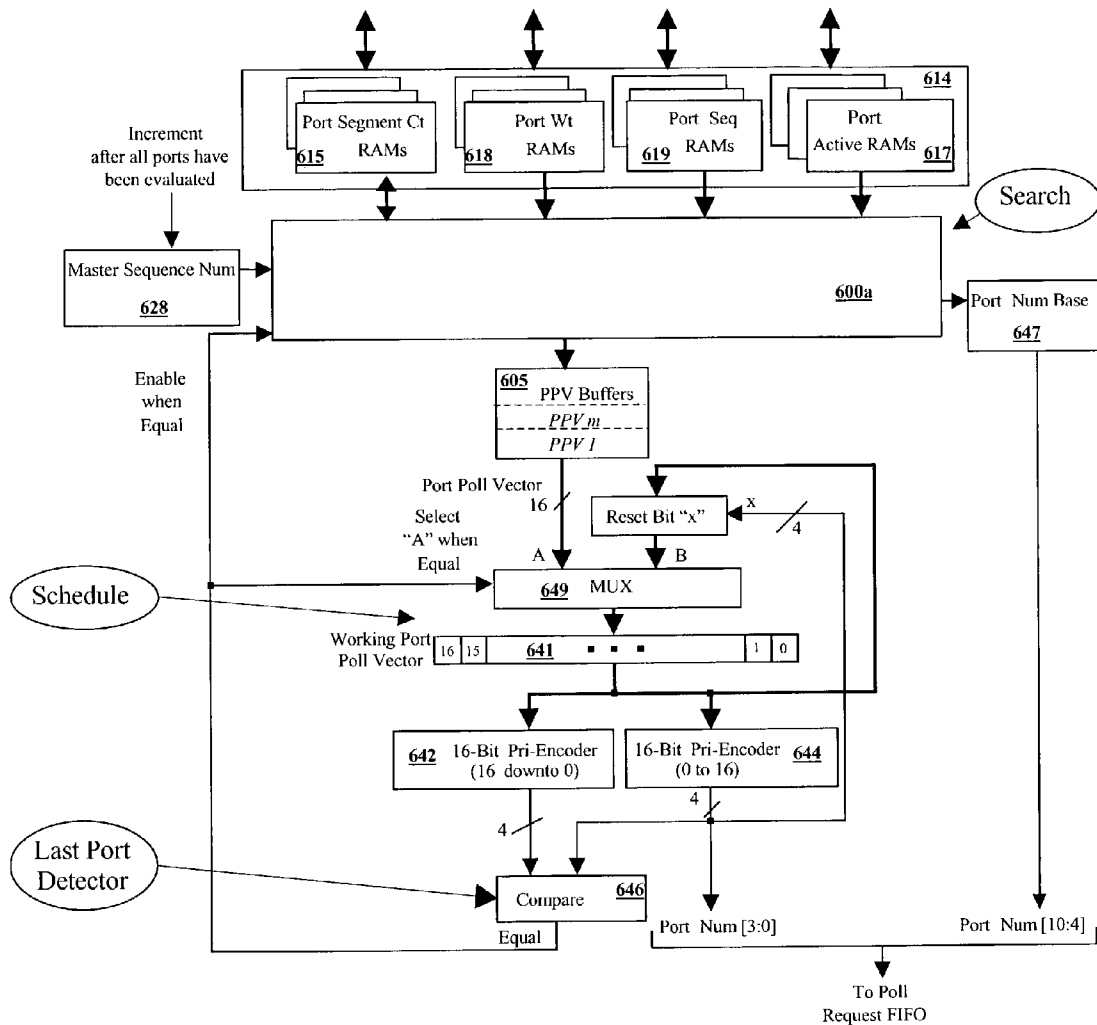 614
Port Segment Ct
615 RAMs
Port Wt
618 RAMs
Port Seq
619 RAMs
Port
Active RAMs
617
Increment
after all ports have
been evaluated
Search
Master Sequence Num
628
600a
Port Num Base
647
Enable
when
Equal
605
PPV Buffers
PPV m
PPV 1
Port Poll Vector
16
Select
"A" when
Equal
Reset Bit "x"
x
4
A
B
649 MUX
Schedule
Working Port
Poll Vector
16 15 641 1 0
642 16-Bit Pri-Encoder
(16 downto 0)
16-Bit Pri-Encoder 644
(0 to 16)
4
4
Last Port
Detector
Compare 646
Equal
Port Num [3:0]
Port Num [10:4]
To Poll
Request FIFO